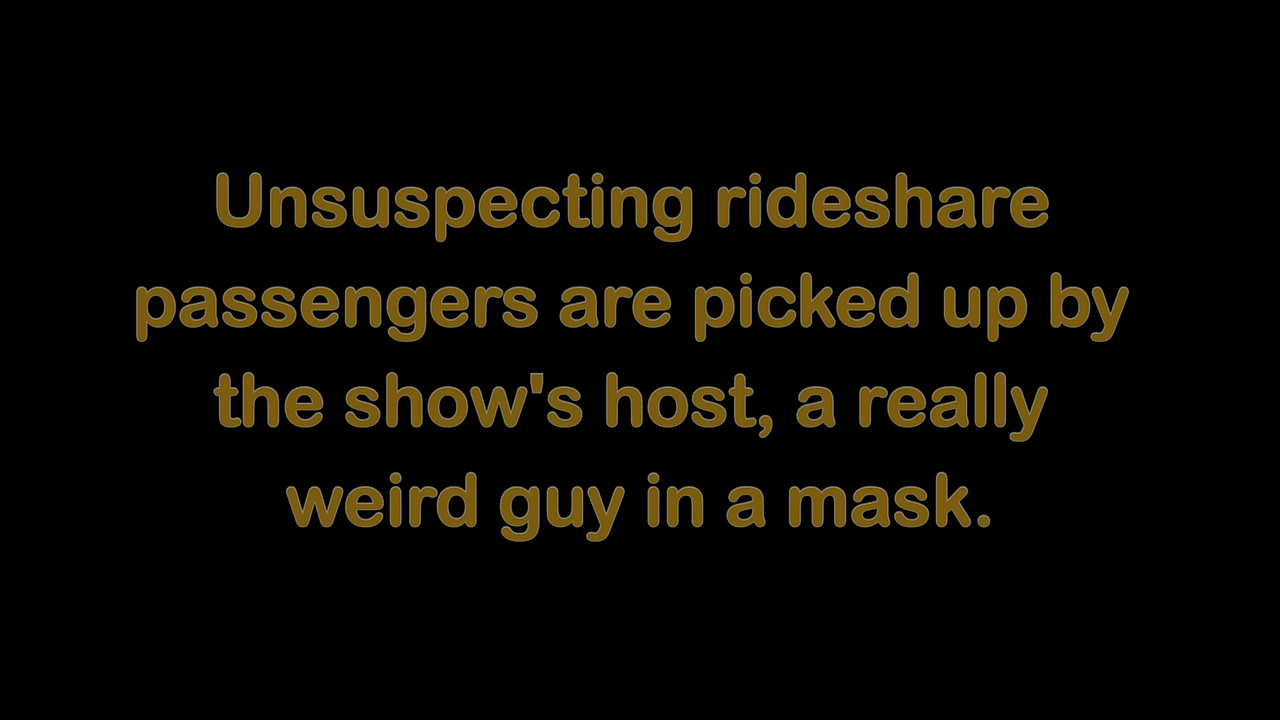 Unsuspecting rideshare
passengers are picked up by
the show's host, a really
weird guy in a mask.